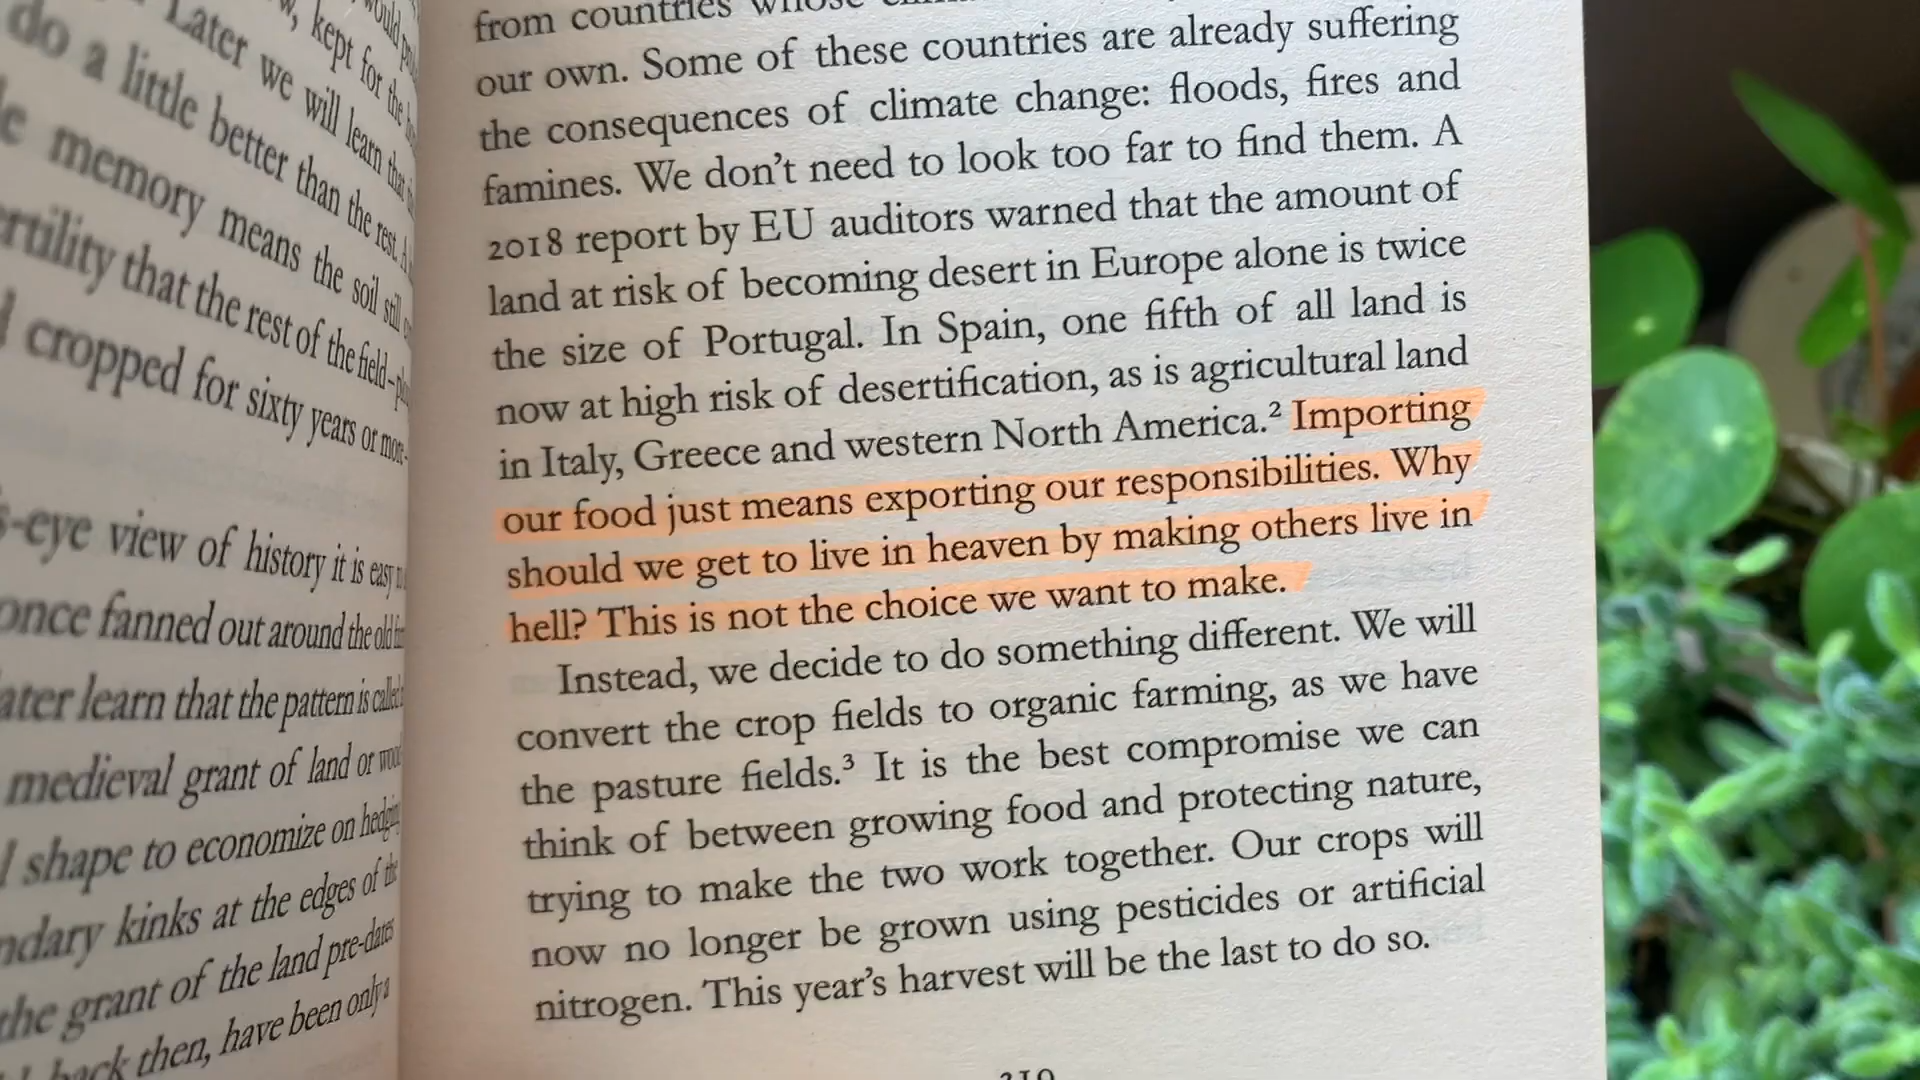 would
kept for the
Later we will learn that
do a little better than the rest. A
memory means the soil still
that the rest of the field
cropped for sixty years or more
-eye view of history it is easy
once fanned out around the old
learn that the pattern is called
medieval grant of land or
shape to economize on
kinks at the edges of the
the grant of the land pre-dates
back then, have been only a
from countries whose
our own. Some of these countries are already suffering
the consequences of climate change: floods, fires and
famines. We don't need to look too far to find them. A
2018 report by EU auditors warned that the amount of
land at risk of becoming desert in Europe alone is twice
the size of Portugal. In Spain, one fifth of all land is
now at high risk of desertification, as is agricultural land
in Italy, Greece and western North America.² Importing
our food just means exporting our responsibilities. Why
should we get to live in heaven by making others live in
hell? This is not the choice we want to make.
Instead, we decide to do something different. We will
convert the crop fields to organic farming, as we have
the pasture fields.³ It is the best compromise we can
think of between growing food and protecting nature,
trying to make the two work together. Our crops will
now no longer be grown using pesticides or artificial
nitrogen. This year's harvest will be the last to do so.